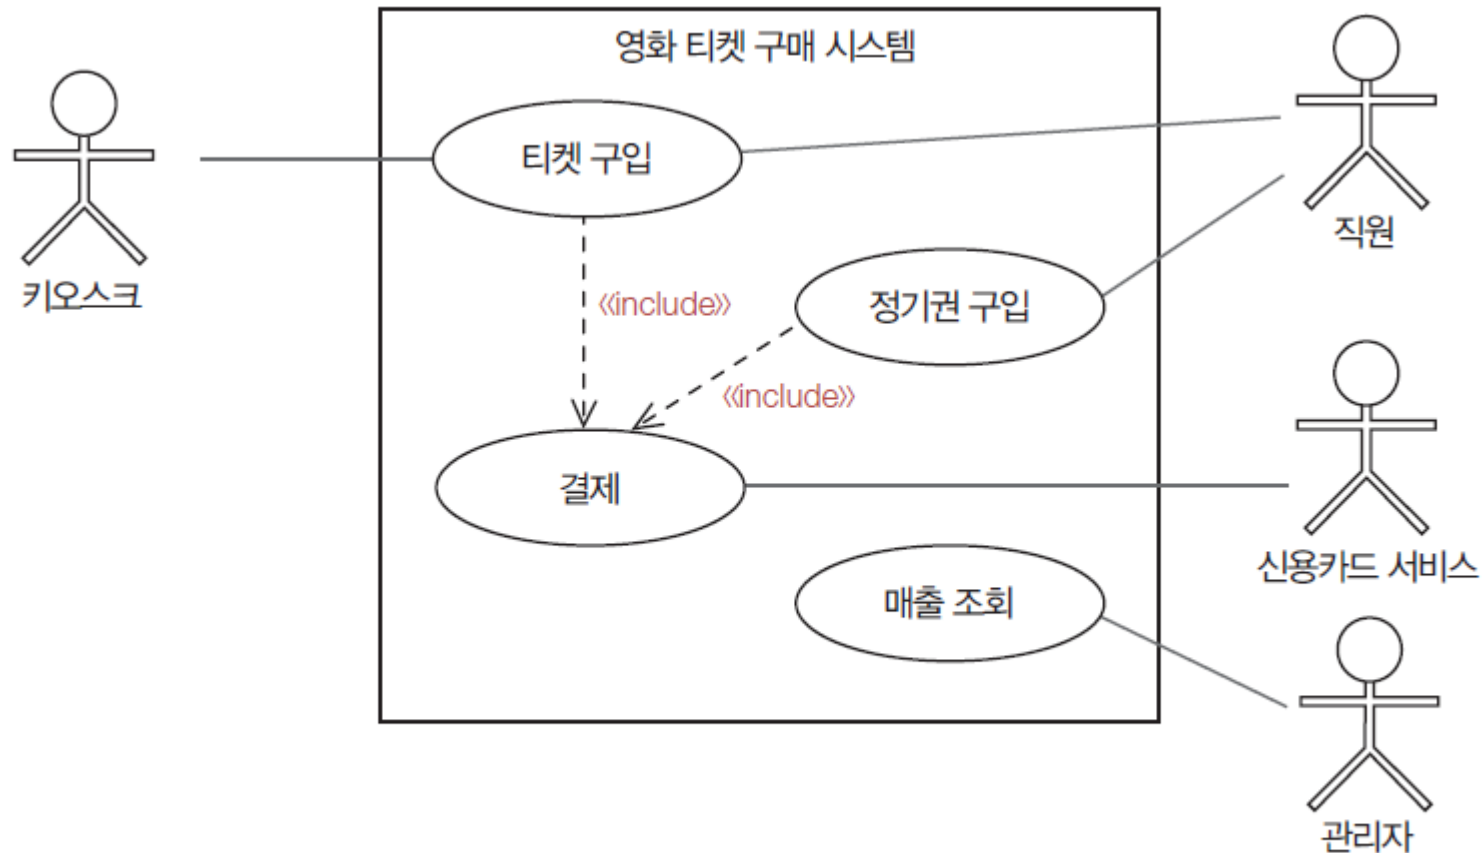 영화 티켓 구매 시스템
티켓 구입
키오스크
직원
정기권 구입
《include》
《include》
결제
신용카드 서비스
매출 조회
관리자